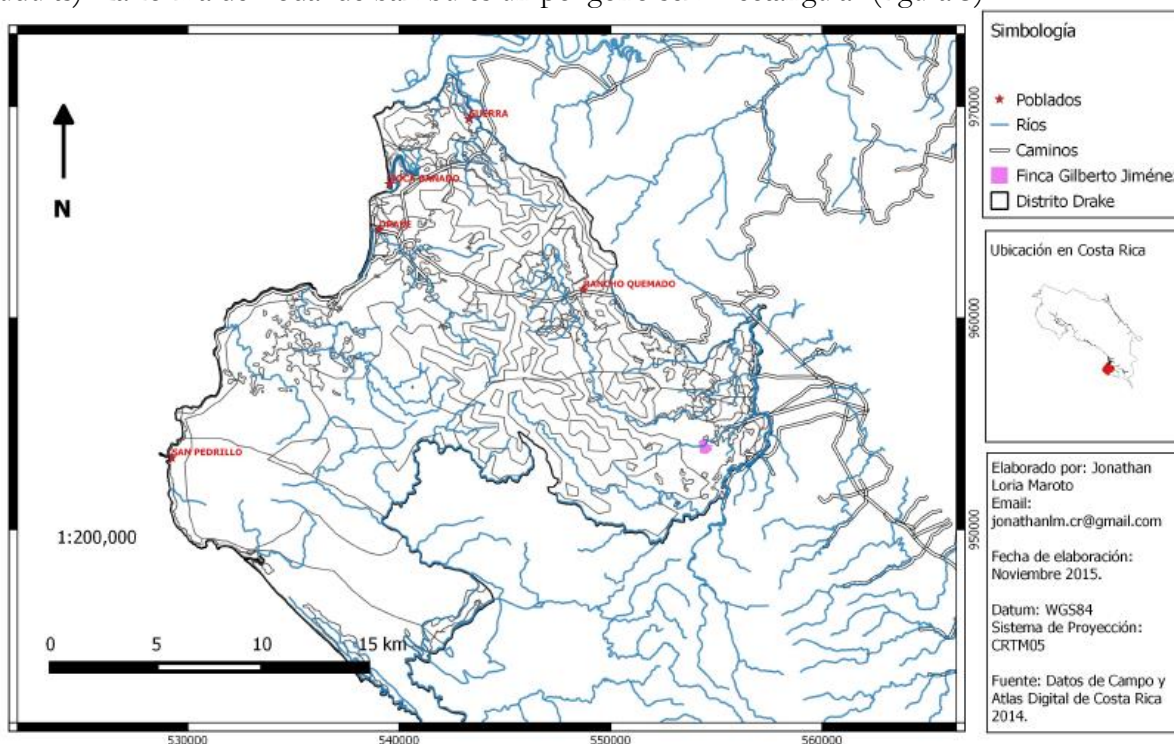 Simbología
Poblados
Ríos
Caminos
Finca Gilberto Jiméne
Distrito Drake
Ubicación en Costa Rica
Elaborado por: Jonathan
Loria Maroto
Email:
jonathanlm.cr@gmail.com
Fecha de elaboración:
Noviembre 2015.
Datum: WGS84
Sistema de Proyección:
CRTM05
Fuente: Datos de Campo y
Atlas Digital de Costa Rica
2014.
N
RANCHO QUEMADO
SAN PEDRILLO
1:200,000
0 5 10 15 km
530000 540000 550000 560000
970000
960000
950000